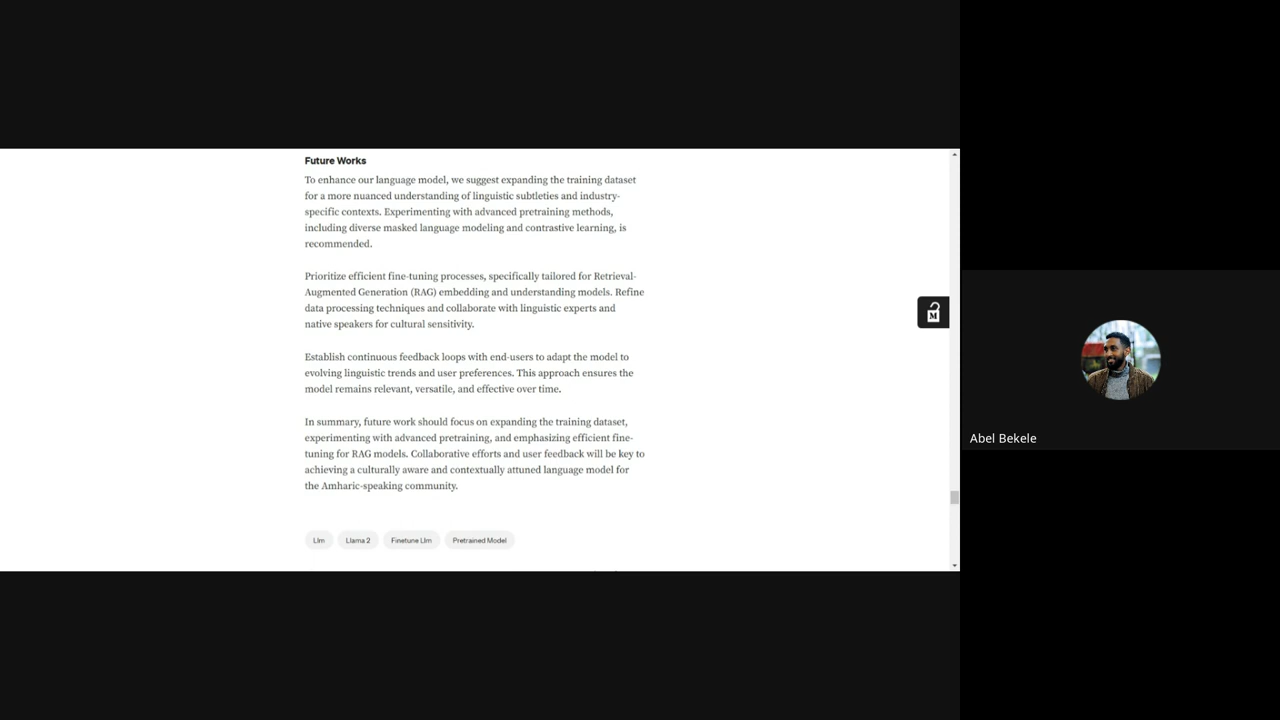 Future Works
To enhance our language model, we suggest expanding the training dataset
for a more nuanced understanding of linguistic subtleties and industry-
specific contexts. Experimenting with advanced pretraining methods,
including diverse masked language modeling and contrastive learning, is
recommended.
Prioritize efficient fine-tuning processes, specifically tailored for Retrieval-
Augmented Generation (RAG) embedding and understanding models. Refine
data processing techniques and collaborate with linguistic experts and
native speakers for cultural sensitivity.
Establish continuous feedback loops with end-users to adapt the model to
evolving linguistic trends and user preferences. This approach ensures the
model remains relevant, versatile, and effective over time.
In summary, future work should focus on expanding the training dataset,
experimenting with advanced pretraining, and emphasizing efficient fine-
tuning for RAG models. Collaborative efforts and user feedback will be key to
achieving a culturally aware and contextually attuned language model for
the Amharic-speaking community.
Llm Llama 2 Finetune Llm Pretrained Model
M
Abel Bekele